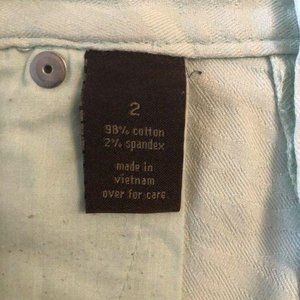 2
98% cotton
2% spandex
made in
vietnam
over for care